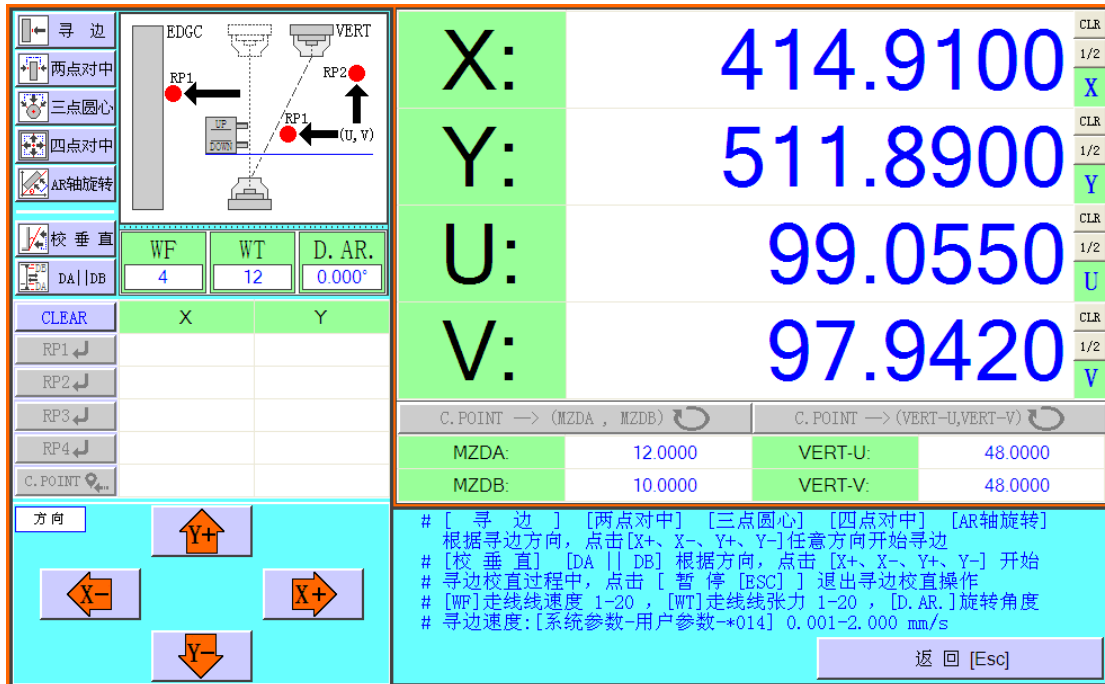 寻 边
两点对中
三点圆心
四点对中
AR轴旋转
校 垂 直
DA||DB
EDGC
VERT
RP1
RP2
RP1
(U, V)
UP
DOWN
WF
WT
D. AR.
4
12
0.000°
CLEAR
X
Y
RP1
RP2
RP3
RP4
C.POINT
方向
Y+
X-
X+
Y-
X:
414.9100
CLR
1/2
X
Y:
511.8900
CLR
1/2
Y
U:
99.0550
CLR
1/2
U
V:
97.9420
CLR
1/2
V
C.POINT —> (MZDA , MZDB)
C.POINT —>(VERT-U,VERT-V)
MZDA:
12.0000
VERT-U:
48.0000
MZDB:
10.0000
VERT-V:
48.0000
# [ 寻 边 ] [两点对中] [三点圆心] [四点对中] [AR轴旋转]
根据寻边方向，点击[X+、X-、Y+、Y-]任意方向开始寻边
# [校 垂 直] [DA || DB] 根据方向，点击 [X+、X-、Y+、Y-] 开始
# 寻边校直过程中，点击 [ 暂 停 [ESC] ] 退出寻边校直操作
# [WF]走线线速度 1-20 ，[WT]走线线张力 1-20 ，[D.AR.]旋转角度
# 寻边速度:[系统参数-用户参数-*014] 0.001-2.000 mm/s
返 回 [Esc]